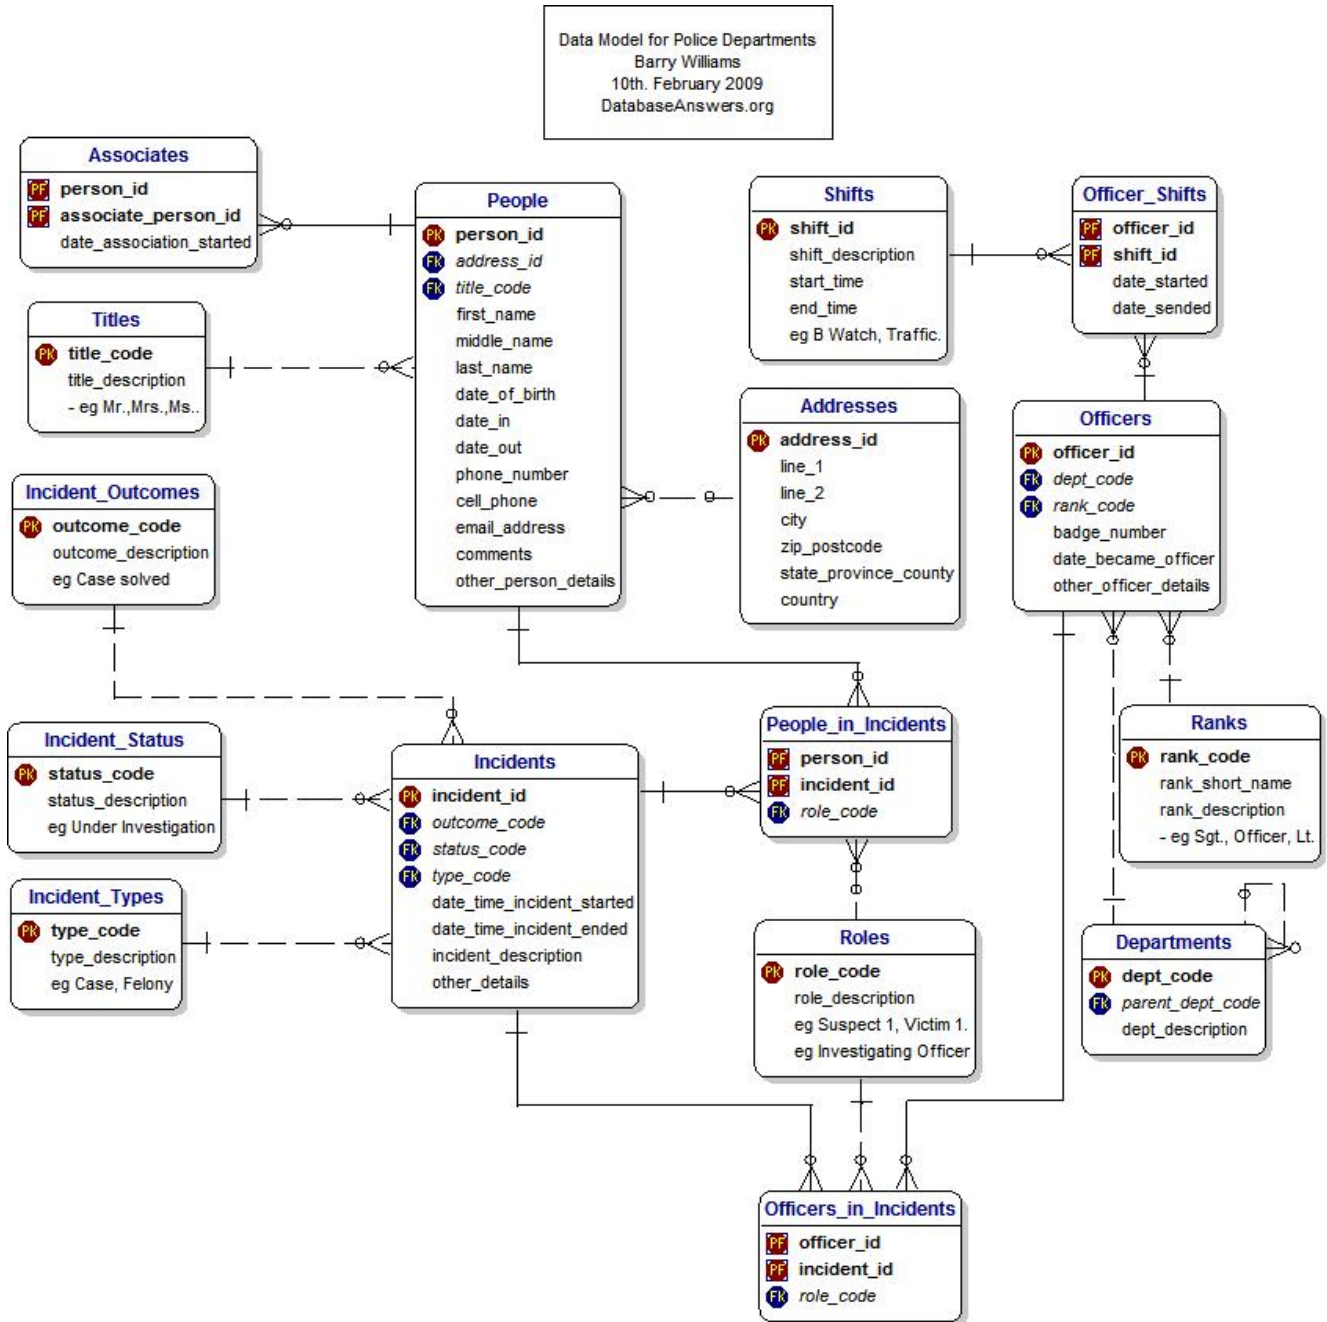 Data Model for Police Departments
Barry Williams
10th. February 2009
DatabaseAnswers.org
Associates
PF person_id
PF associate_person_id
date_association_started
People
PK person_id
FK address_id
FK title_code
first_name
middle_name
last_name
date_of_birth
date_in
date_out
phone_number
cell_phone
email_address
comments
other_person_details
Shifts
PK shift_id
shift_description
start_time
end_time
eg B Watch, Traffic.
Officer_Shifts
PF officer_id
PF shift_id
date_started
date_sended
Titles
PK title_code
title_description
- eg Mr.,Mrs.,Ms..
Addresses
PK address_id
line_1
line_2
city
zip_postcode
state_province_county
country
Officers
PK officer_id
FK dept_code
FK rank_code
badge_number
date_became_officer
other_officer_details
Incident_Outcomes
PK outcome_code
outcome_description
eg Case solved
Incident_Status
PK status_code
status_description
eg Under Investigation
Incidents
PK incident_id
FK outcome_code
FK status_code
FK type_code
date_time_incident_started
date_time_incident_ended
incident_description
other_details
People_in_Incidents
PF person_id
PF incident_id
FK role_code
Ranks
PK rank_code
rank_short_name
rank_description
- eg Sgt., Officer, Lt.
Incident_Types
PK type_code
type_description
eg Case, Felony
Roles
PK role_code
role_description
eg Suspect 1, Victim 1.
eg Investigating Officer
Departments
PK dept_code
FK parent_dept_code
dept_description
Officers_in_Incidents
PF officer_id
PF incident_id
FK role_code